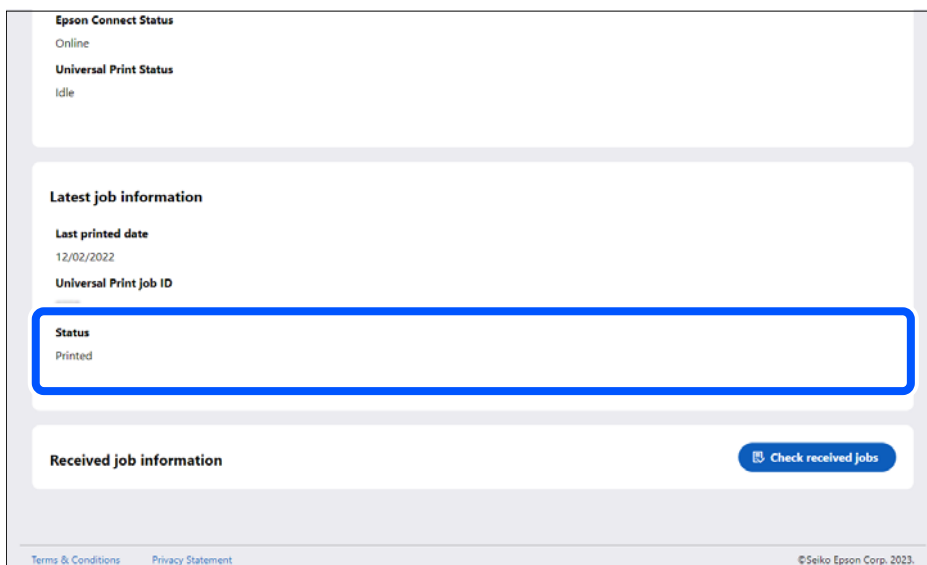 Epson Connect Status
Online
Universal Print Status
Idle
Latest job information
Last printed date
12/02/2022
Universal Print job ID
Status
Printed
Received job information
Check received jobs
Terms & Conditions Privacy Statement ©Seiko Epson Corp. 2023.